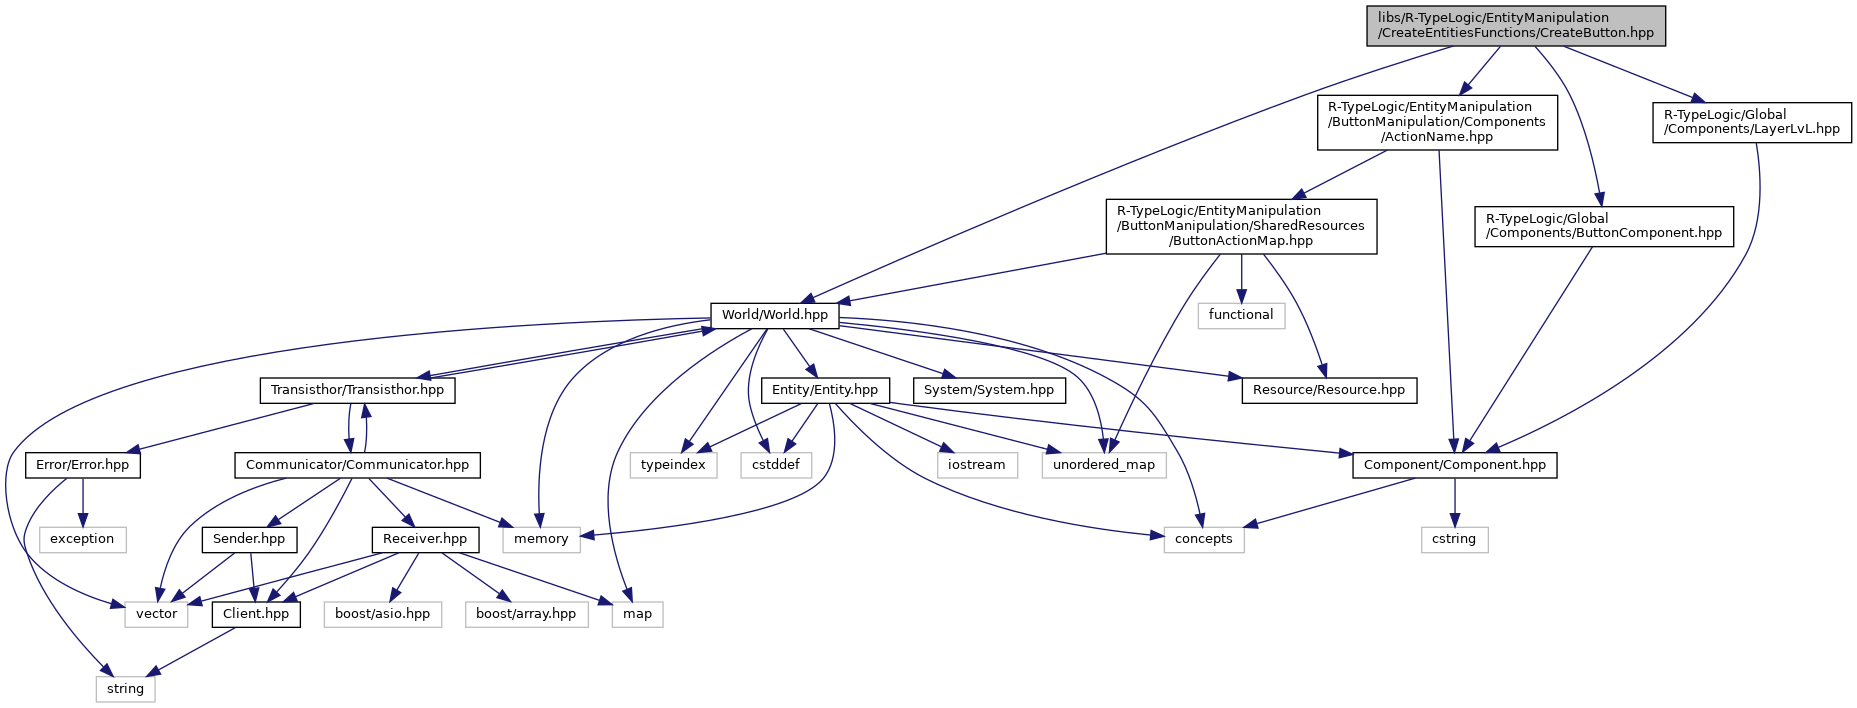 libs/R-TypeLogic/EntityManipulation
/CreateEntitiesFunctions/CreateButton.hpp
R-TypeLogic/EntityManipulation
/ButtonManipulation/Components
/ActionName.hpp
R-TypeLogic/Global
/Components/LayerLvL.hpp
R-TypeLogic/EntityManipulation
/ButtonManipulation/SharedResources
/ButtonActionMap.hpp
R-TypeLogic/Global
/Components/ButtonComponent.hpp
World/World.hpp
functional
Transisthor/Transisthor.hpp
Entity/Entity.hpp
System/System.hpp
Resource/Resource.hpp
Error/Error.hpp
Communicator/Communicator.hpp
typeindex
cstddef
iostream
unordered_map
Component/Component.hpp
exception
Sender.hpp
Receiver.hpp
memory
concepts
cstring
vector
Client.hpp
boost/asio.hpp
boost/array.hpp
map
string